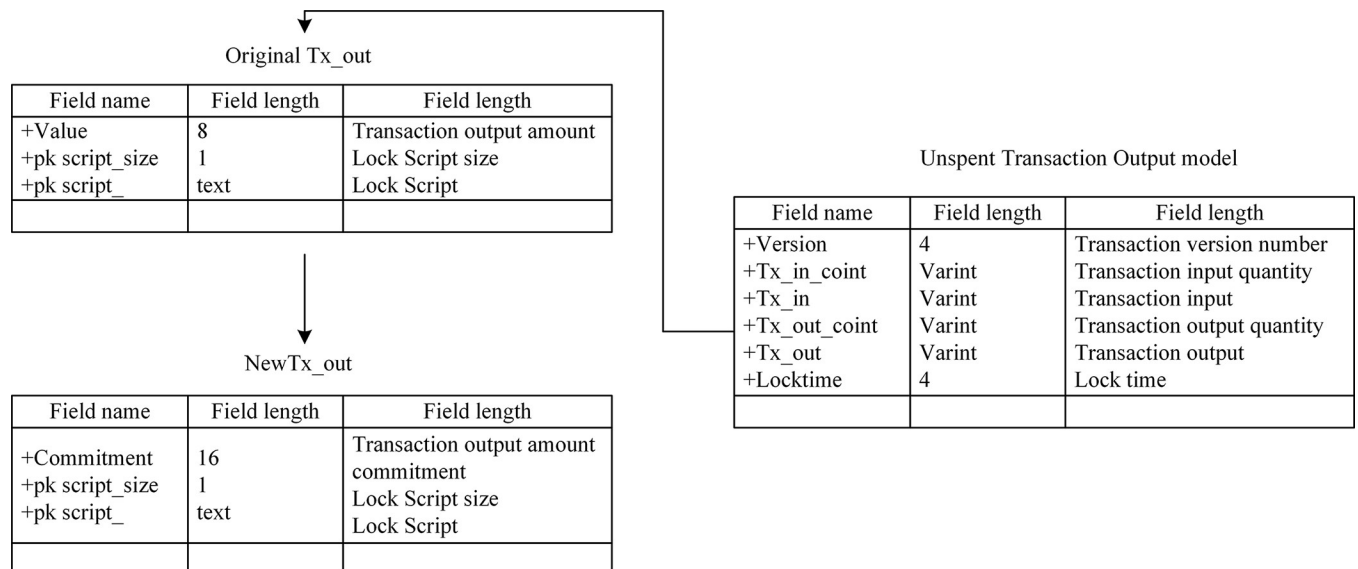 Original Tx_out
Field name Field length Field length
+Value 8 Transaction output amount
+pk script_size 1 Lock Script size
+pk script_ text Lock Script
Unspent Transaction Output model
Field name Field length Field length
+Version 4 Transaction version number
+Tx_in_coint Varint Transaction input quantity
+Tx_in Varint Transaction input
+Tx_out_coint Varint Transaction output quantity
+Tx_out Varint Transaction output
+Locktime 4 Lock time
NewTx_out
Field name Field length Field length
+Commitment 16 Transaction output amount
commitment
+pk script_size 1 Lock Script size
+pk script_ text Lock Script